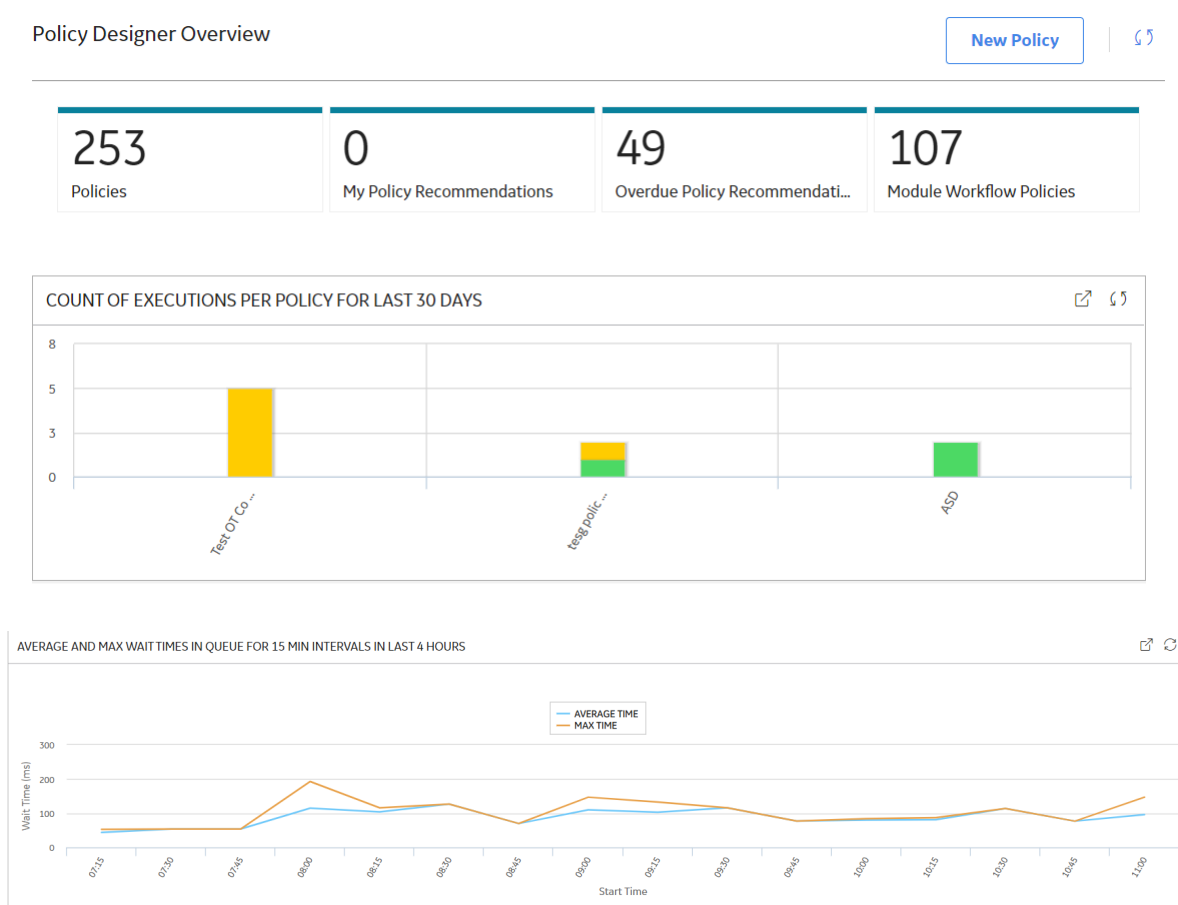 Policy Designer Overview
New Policy
253
Policies
0
My Policy Recommendations
49
Overdue Policy Recommendati...
107
Module Workflow Policies
COUNT OF EXECUTIONS PER POLICY FOR LAST 30 DAYS
8
5
3
0
Test OT Co ...
tesg polic ...
ASD
AVERAGE AND MAX WAIT TIMES IN QUEUE FOR 15 MIN INTERVALS IN LAST 4 HOURS
AVERAGE TIME
MAX TIME
Wait Time (ms)
300
200
100
0
07:15
07:30
07:45
08:00
08:15
08:30
08:45
09:00
09:15
09:30
09:45
10:00
10:15
10:30
10:45
11:00
Start Time